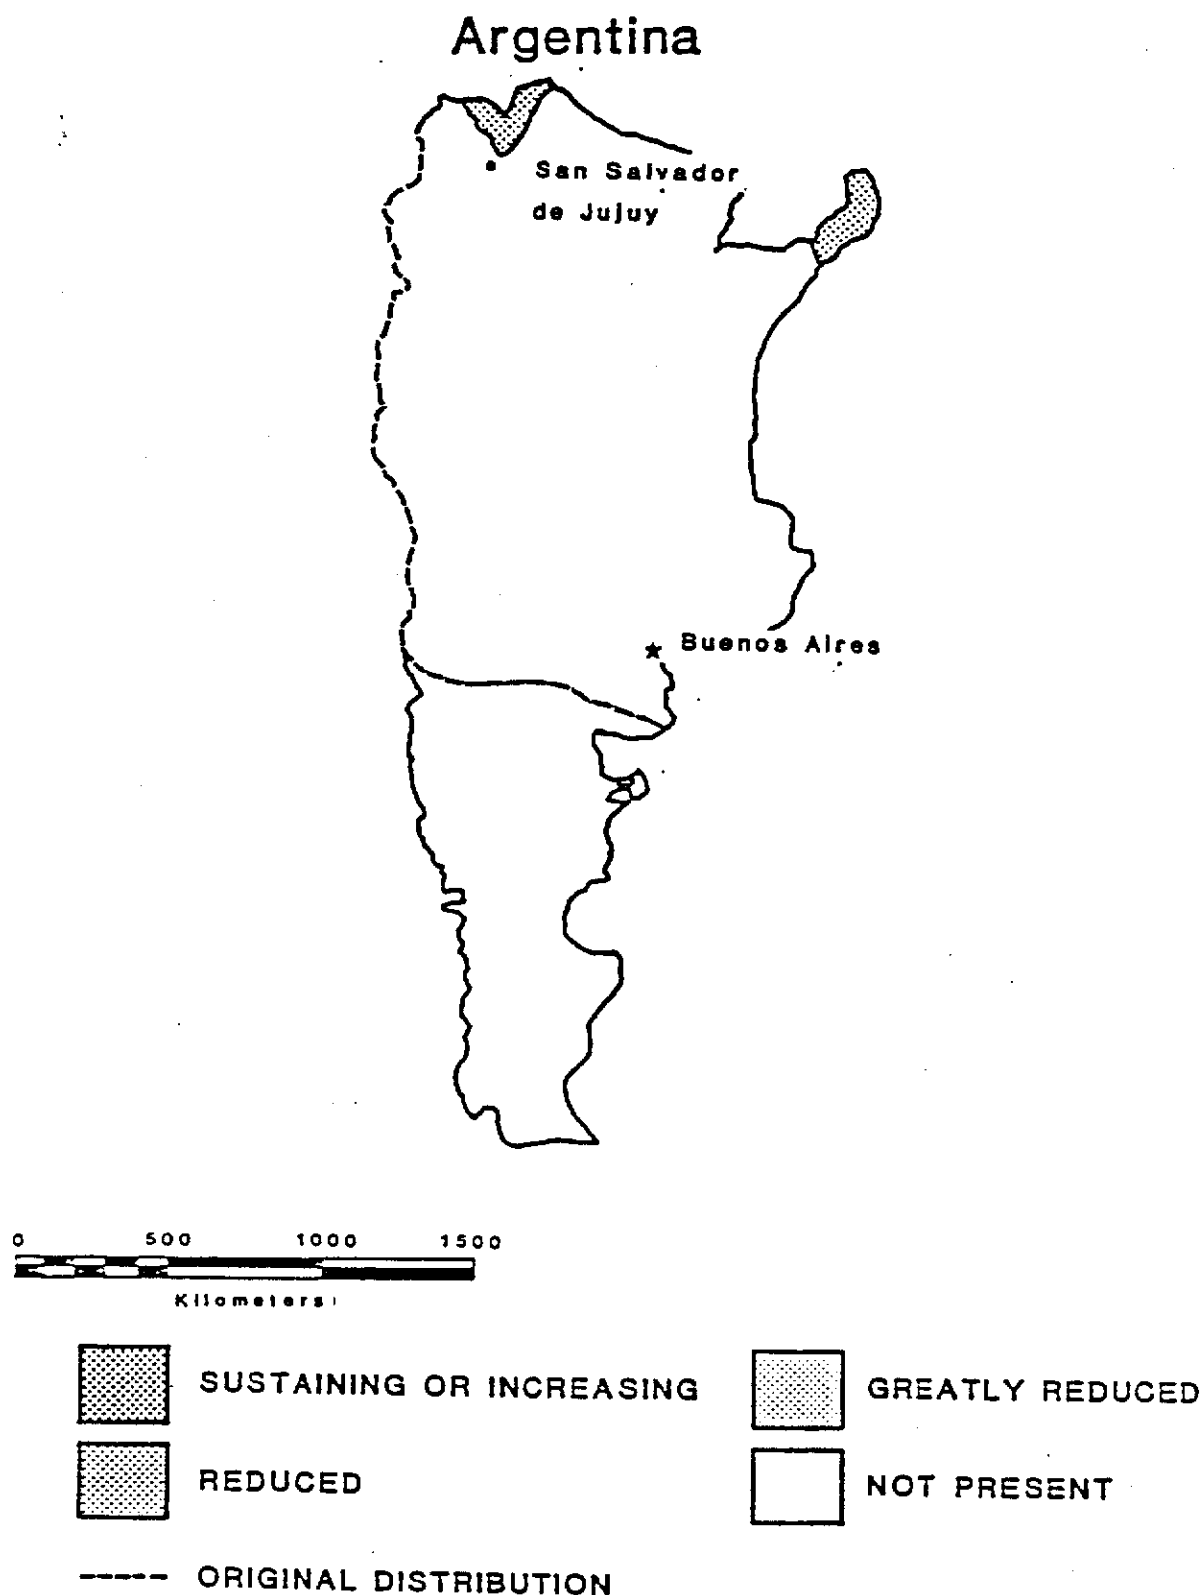 Argentina
San Salvador
de Jujuy
Buenos Aires
0 500 1000 1500
Kilometers
SUSTAINING OR INCREASING
GREATLY REDUCED
REDUCED
NOT PRESENT
ORIGINAL DISTRIBUTION